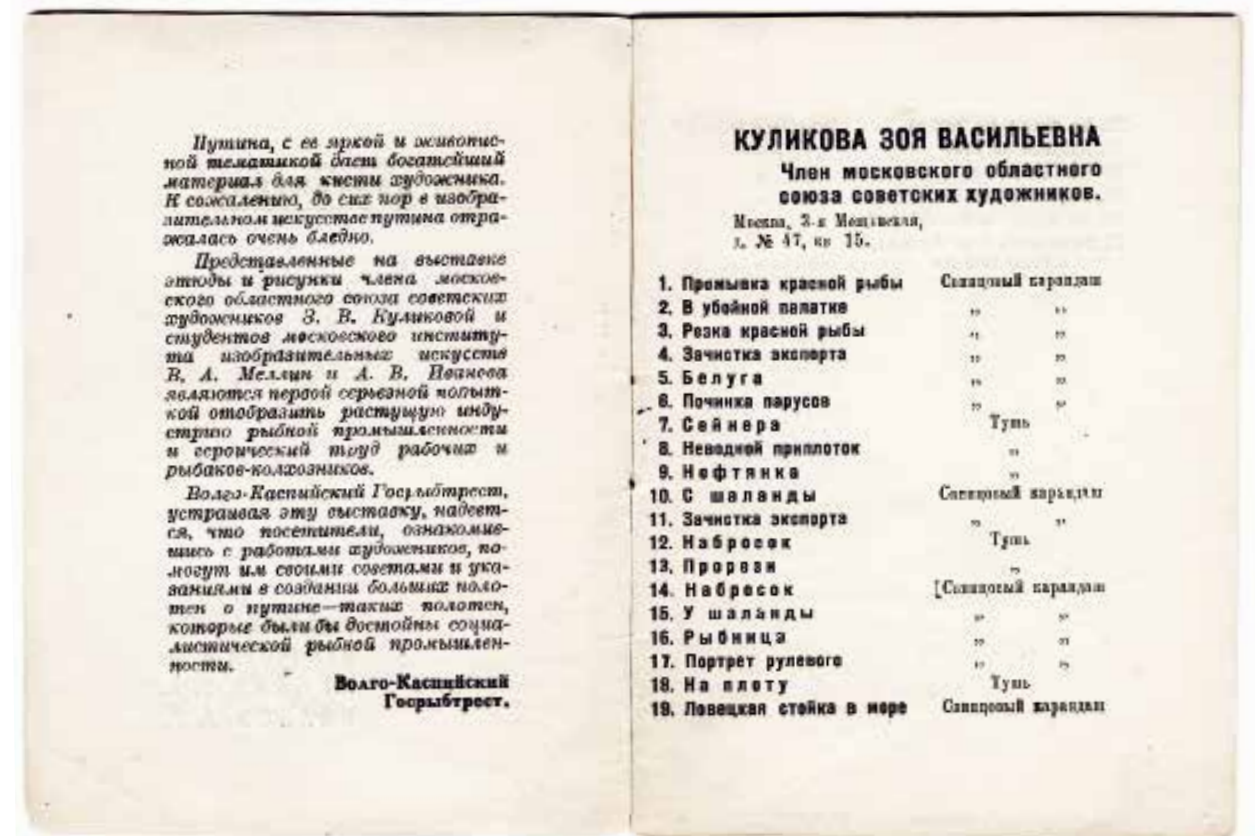 Путина, с ее яркой и живопис-
ной тематикой дает богатейший
материал для кисти художника.
К сожалению, до сих пор в изобра-
зительном искусстве путина отра-
жалась очень бледно.
Представленные на выставке
этюды и рисунки члена москов-
ского областного союза советских
художников З. В. Куликовой и
студентов московского институ-
та изобразительных искусств
В. А. Меллин и А. В. Иванова
являются первой серьезной попыт-
кой отобразить растущую инду-
стрию рыбной промышленности
и героический труд рабочих и
рыбаков-колхозников.
Волго-Каспийский Госрыбтрест,
устраивая эту выставку, надеет-
ся, что посетители, ознакомив-
шись с работами художников, по-
могут им своими советами и ука-
заниями в создании больших поло-
тен о путине—таких полотен,
которые были бы достойны социа-
листической рыбной промышлен-
ности.
Волго-Каспийский
Госрыбтрест.
КУЛИКОВА ЗОЯ ВАСИЛЬЕВНА
Член московского областного
союза советских художников.
Москва, 3-я Мещанская,
д. № 47, кв 15.
1. Промывка красной рыбы Свинцовый карандаш
2. В убойной палатке „ „
3. Резка красной рыбы „ „
4. Зачистка экспорта „ „
5. Белуга „ „
6. Починка парусов „ „
7. Сейнера Тушь
8. Неводной приплоток „
9. Нефтянка „
10. С шаланды Свинцовый карандаш
11. Зачистка экспорта „ „
12. Набросок Тушь
13. Прорези „
14. Набросок [Свинцовый карандаш
15. У шаланды „ „
16. Рыбница „ „
17. Портрет рулевого „ „
18. На плоту Тушь
19. Ловецкая стойка в море Свинцовый карандаш